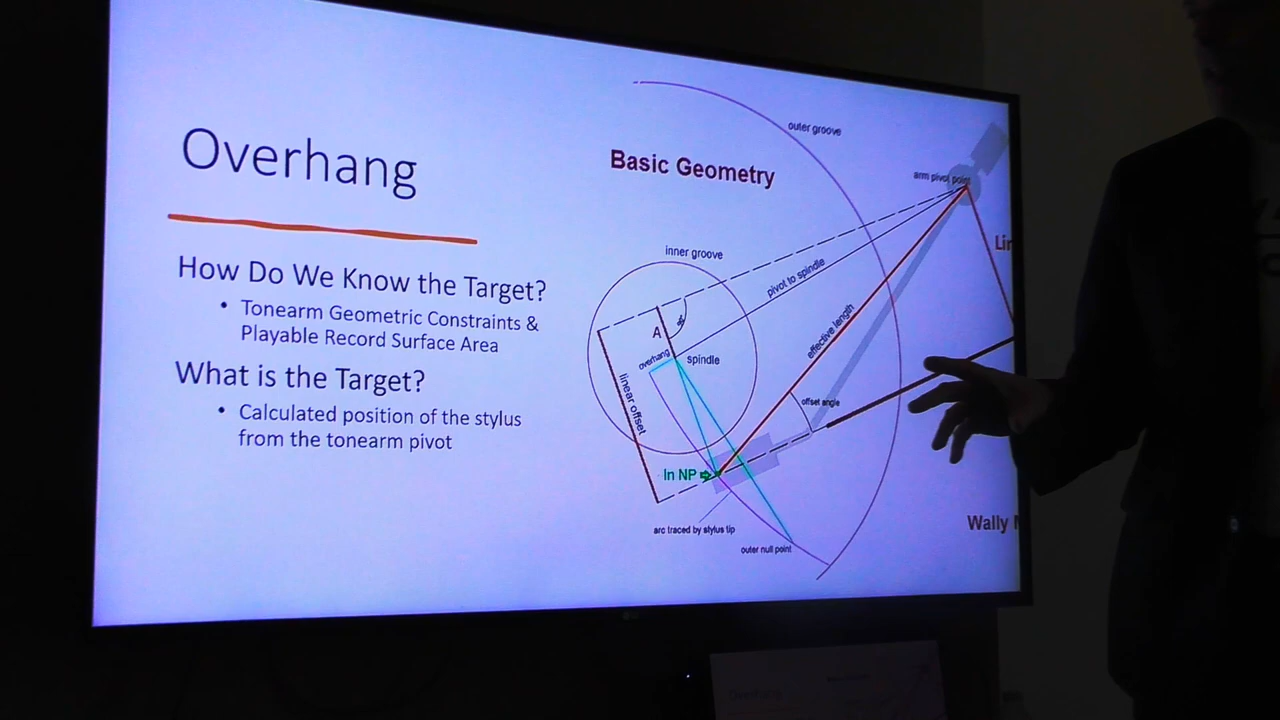 Overhang
How Do We Know the Target?
• Tonearm Geometric Constraints &
Playable Record Surface Area
What is the Target?
• Calculated position of the stylus
from the tonearm pivot
Basic Geometry
outer groove
arm pivot point
inner groove
pivot to spindle
A
overhang
spindle
effective length
linear offset
offset angle
In NP
arc traced by stylus tip
outer null point
Wally